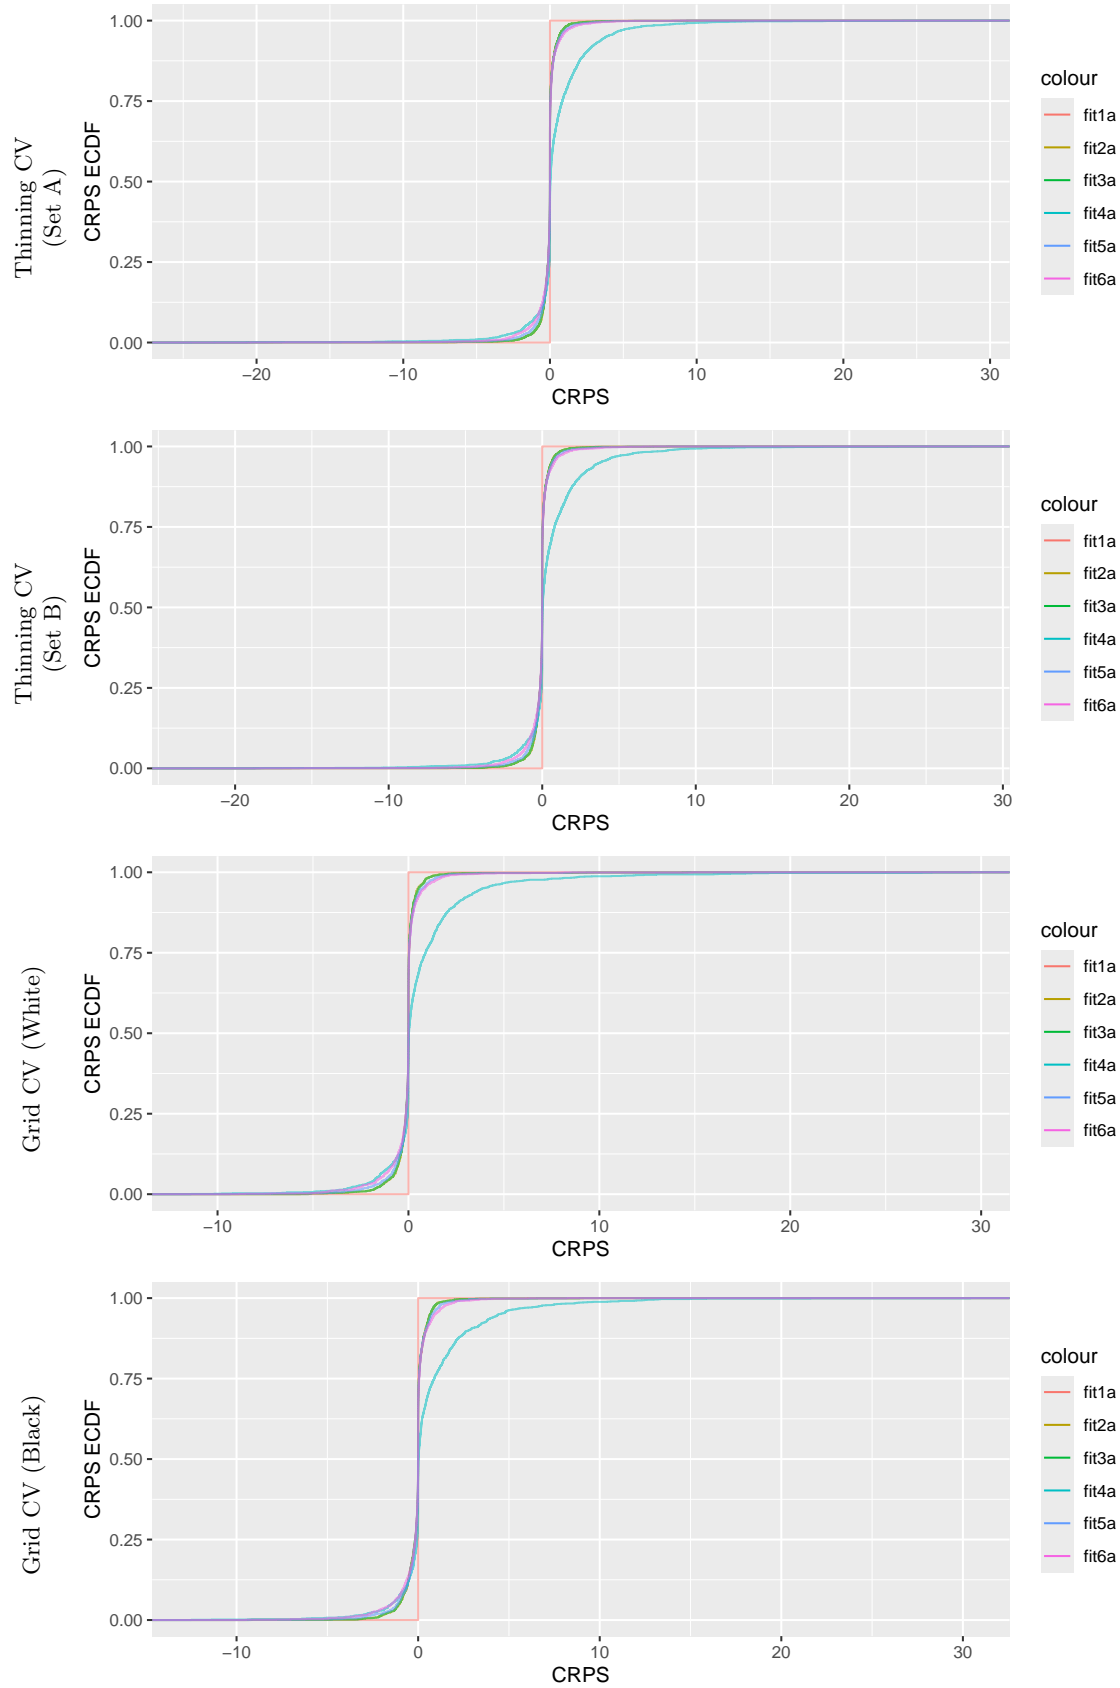 Thinning CV
(Set A)
CRPS ECDF
1.00
0.75
0.50
0.25
0.00
−20
−10
0
10
20
30
CRPS
colour
fit1a
fit2a
fit3a
fit4a
fit5a
fit6a
Thinning CV
(Set B)
CRPS ECDF
1.00
0.75
0.50
0.25
0.00
−20
−10
0
10
20
30
CRPS
colour
fit1a
fit2a
fit3a
fit4a
fit5a
fit6a
Grid CV (White)
CRPS ECDF
1.00
0.75
0.50
0.25
0.00
−10
0
10
20
30
CRPS
colour
fit1a
fit2a
fit3a
fit4a
fit5a
fit6a
Grid CV (Black)
CRPS ECDF
1.00
0.75
0.50
0.25
0.00
−10
0
10
20
30
CRPS
colour
fit1a
fit2a
fit3a
fit4a
fit5a
fit6a